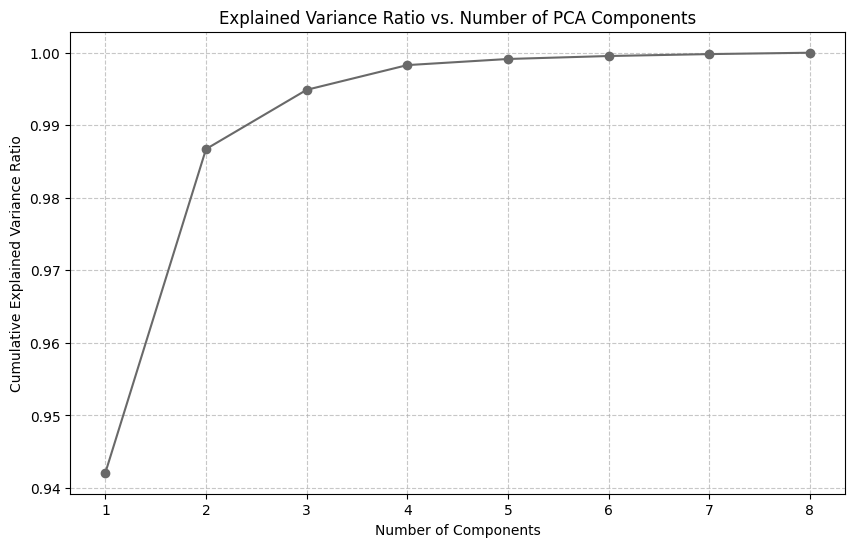 Explained Variance Ratio vs. Number of PCA Components
Cumulative Explained Variance Ratio
1.00
0.99
0.98
0.97
0.96
0.95
0.94
1 2 3 4 5 6 7 8
Number of Components